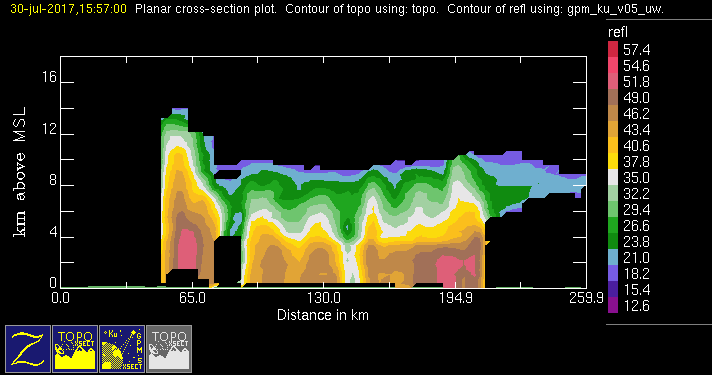 30-jul-2017,15:57:00 Planar cross-section plot. Contour of topo using: topo. Contour of refl using: gpm_ku_v05_uw.
refl
57.4
54.6
51.8
49.0
46.2
43.4
40.6
37.8
35.0
32.2
29.4
26.6
23.8
21.0
18.2
15.4
12.6
km above MSL
16
12
8
4
0
0.0 65.0 130.0 194.9 259.9
Distance in km
Z
TOPO XSECT
"Ku" GPM'S XSECT
TOPO XSECT